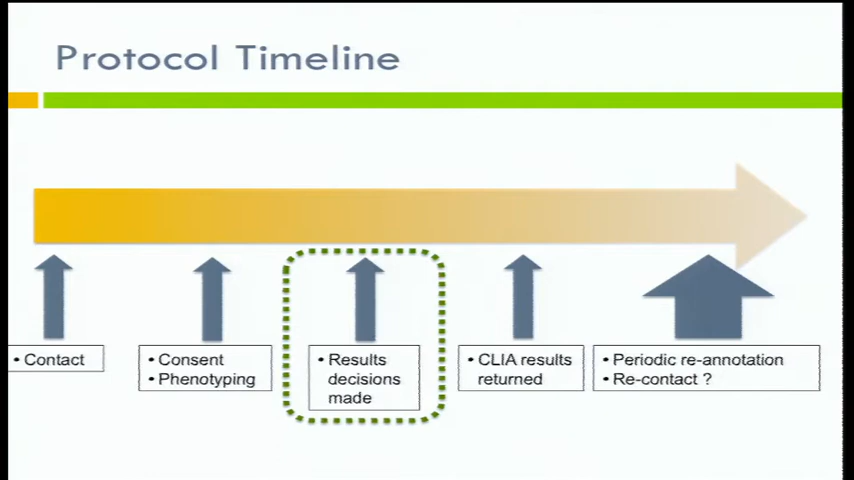 Protocol Timeline
• Contact
• Consent
• Phenotyping
• Results
decisions
made
• CLIA results
returned
• Periodic re-annotation
• Re-contact ?